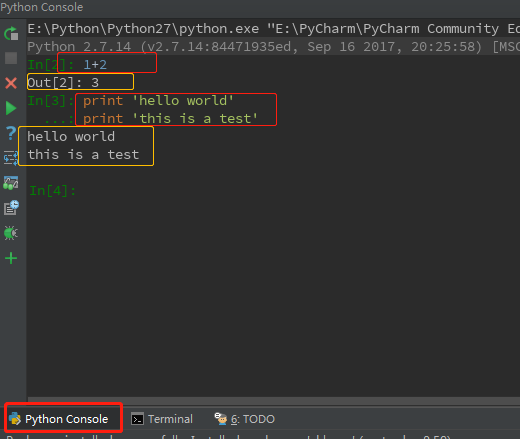 Python Console
E:\Python\Python27\python.exe "E:\PyCharm\PyCharm Community Ed
Python 2.7.14 (v2.7.14:84471935ed, Sep 16 2017, 20:25:58) [MSC
In[2]: 1+2
Out[2]: 3
In[3]: print 'hello world'
...: print 'this is a test'
hello world
this is a test
In[4]:
Python Console Terminal 6: TODO